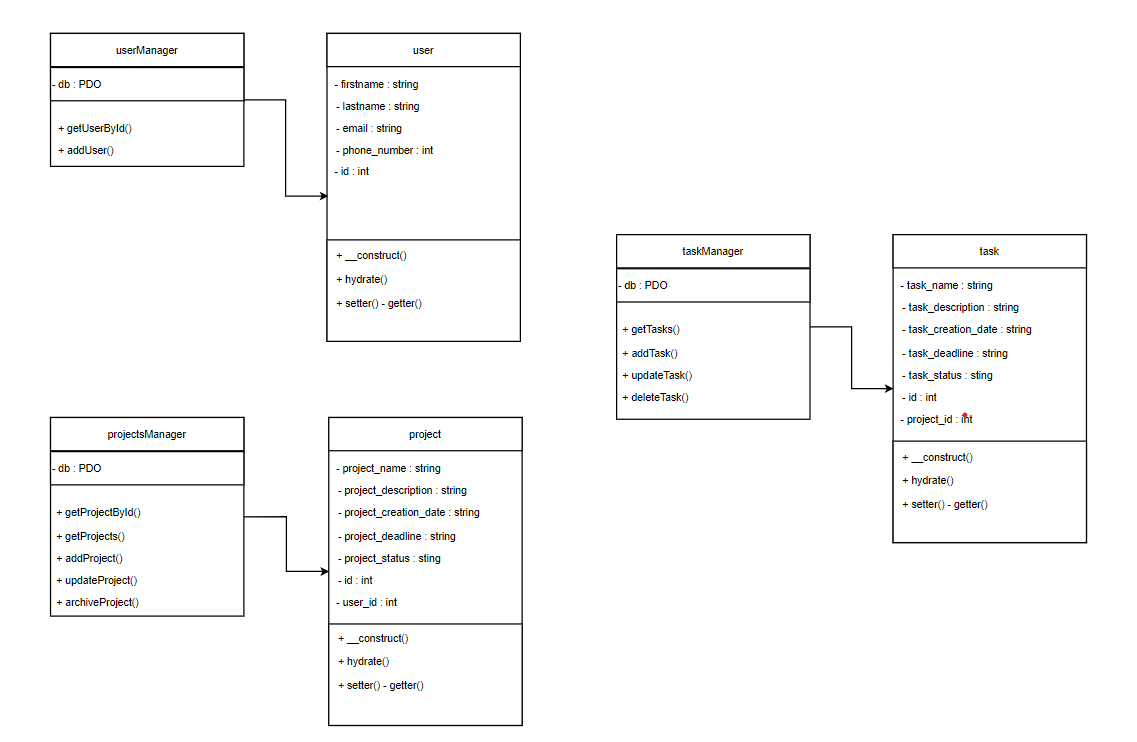 userManager
- db : PDO
+ getUserById()
+ addUser()
user
- firstname : string
- lastname : string
- email : string
- phone_number : int
- id : int
+ __construct()
+ hydrate()
+ setter() - getter()
taskManager
- db : PDO
+ getTasks()
+ addTask()
+ updateTask()
+ deleteTask()
task
- task_name : string
- task_description : string
- task_creation_date : string
- task_deadline : string
- task_status : sting
- id : int
- project_id : int
+ __construct()
+ hydrate()
+ setter() - getter()
projectsManager
- db : PDO
+ getProjectById()
+ getProjects()
+ addProject()
+ updateProject()
+ archiveProject()
project
- project_name : string
- project_description : string
- project_creation_date : string
- project_deadline : string
- project_status : sting
- id : int
- user_id : int
+ __construct()
+ hydrate()
+ setter() - getter()